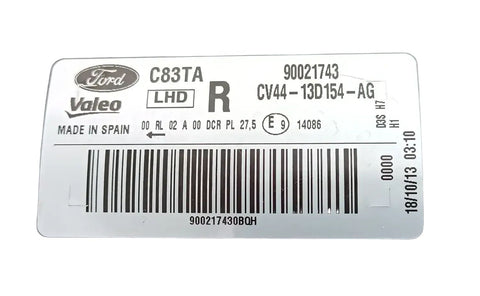 Ford C83TA 90021743
Valeo LHD R CV44-13D154-AG
MADE IN SPAIN 00 RL 02 A 00 DCR PL 27,5 E 9 14086
D3S H7
H1
0000
18/10/13 03:10
900217430BQH